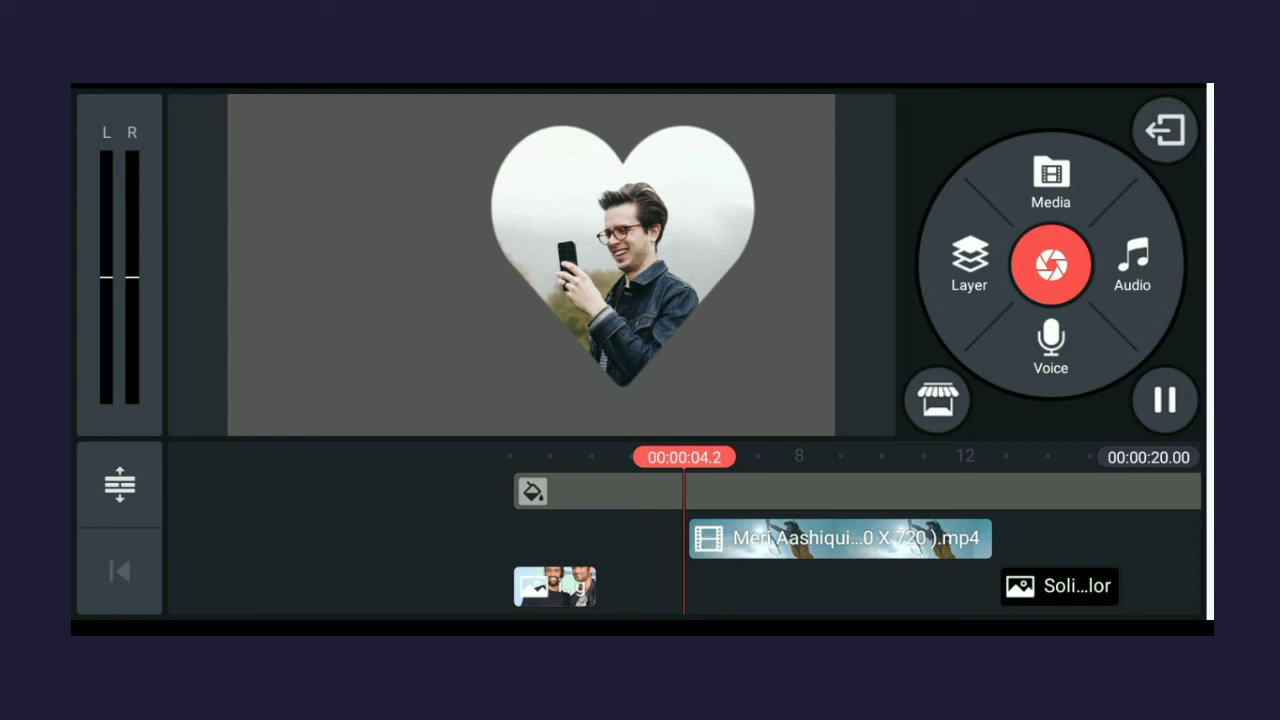 L R
Media
Layer
Audio
Voice
00:00:04.2
8
12
00:00:20.00
Meri Aashiqui...0 X 720 ).mp4
Soli...lor